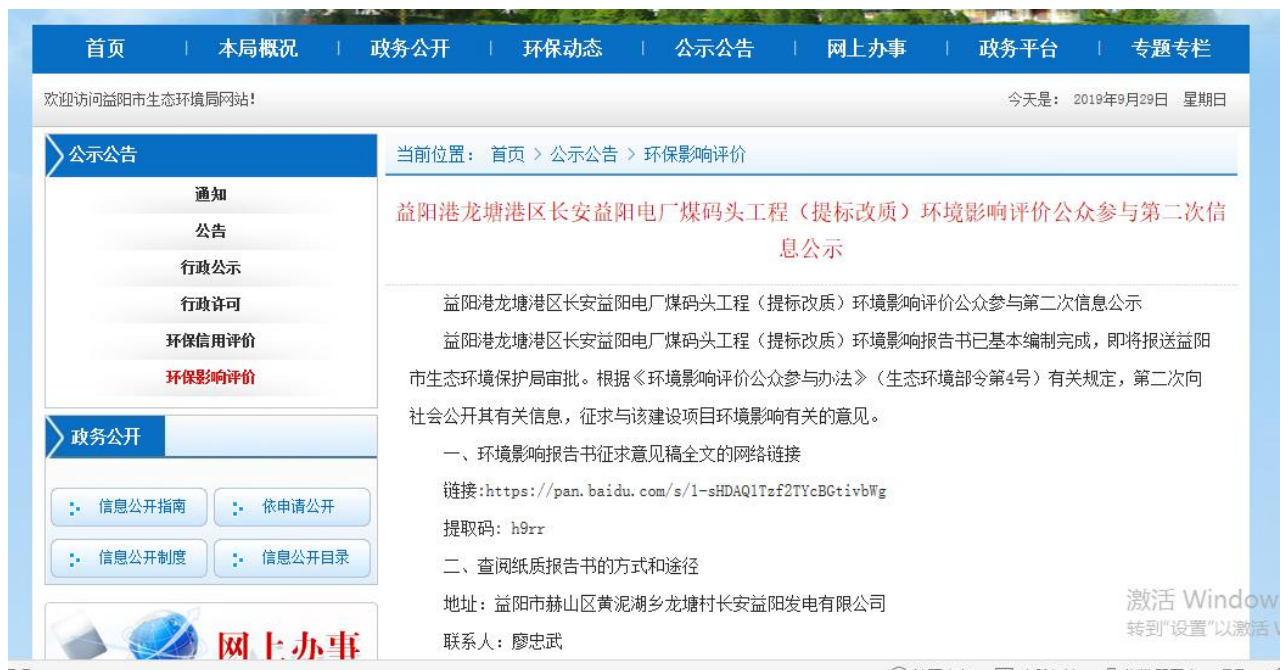 首页 | 本局概况 | 政务公开 | 环保动态 | 公示公告 | 网上办事 | 政务平台 | 专题专栏
欢迎访问益阳市生态环境局网站！
今天是： 2019年9月29日 星期日
公示公告
通知
公告
行政公示
行政许可
环保信用评价
环保影响评价
政务公开
信息公开指南
依申请公开
信息公开制度
信息公开目录
网上办事
当前位置： 首页 > 公示公告 > 环保影响评价
益阳港龙塘港区长安益阳电厂煤码头工程（提标改质）环境影响评价公众参与第二次信
息公示
益阳港龙塘港区长安益阳电厂煤码头工程（提标改质）环境影响评价公众参与第二次信息公示
益阳港龙塘港区长安益阳电厂煤码头工程（提标改质）环境影响报告书已基本编制完成，即将报送益阳
市生态环境保护局审批。根据《环境影响评价公众参与办法》（生态环境部令第4号）有关规定，第二次向
社会公开其有关信息，征求与该建设项目环境影响有关的意见。
一、环境影响报告书征求意见稿全文的网络链接
链接:https://pan.baidu.com/s/1-sHDAQ1Tzf2TYcBGtivbWg
提取码: h9rr
二、查阅纸质报告书的方式和途径
地址：益阳市赫山区黄泥湖乡龙塘村长安益阳发电有限公司
联系人：廖忠武
激活 Window
转到"设置"以激活 W